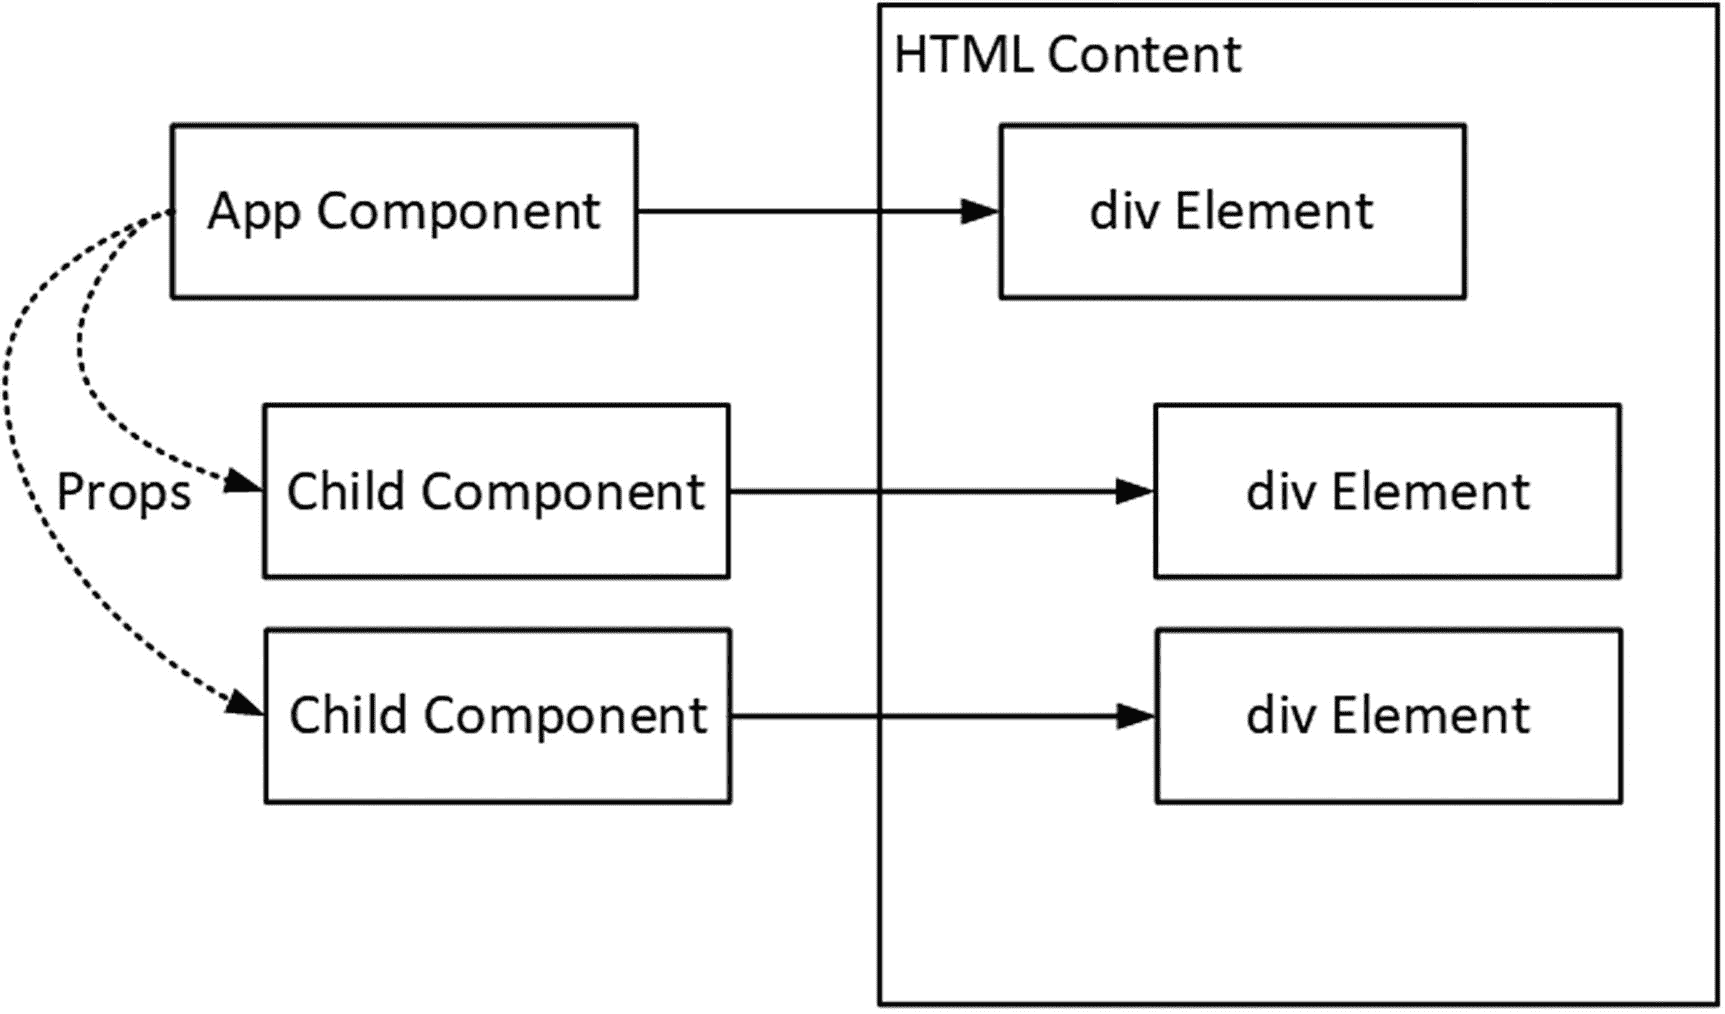 HTML Content
App Component
div Element
Props
Child Component
div Element
Child Component
div Element